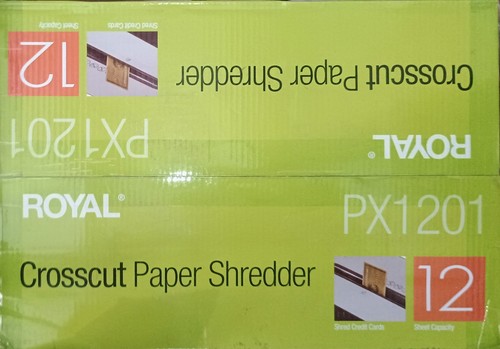 Sheet Capacity
Shred Credit Cards
12
Crosscut Paper Shredder
PX1201
ROYAL®
ROYAL®
PX1201
Crosscut Paper Shredder
12
Shred Credit Cards
Sheet Capacity